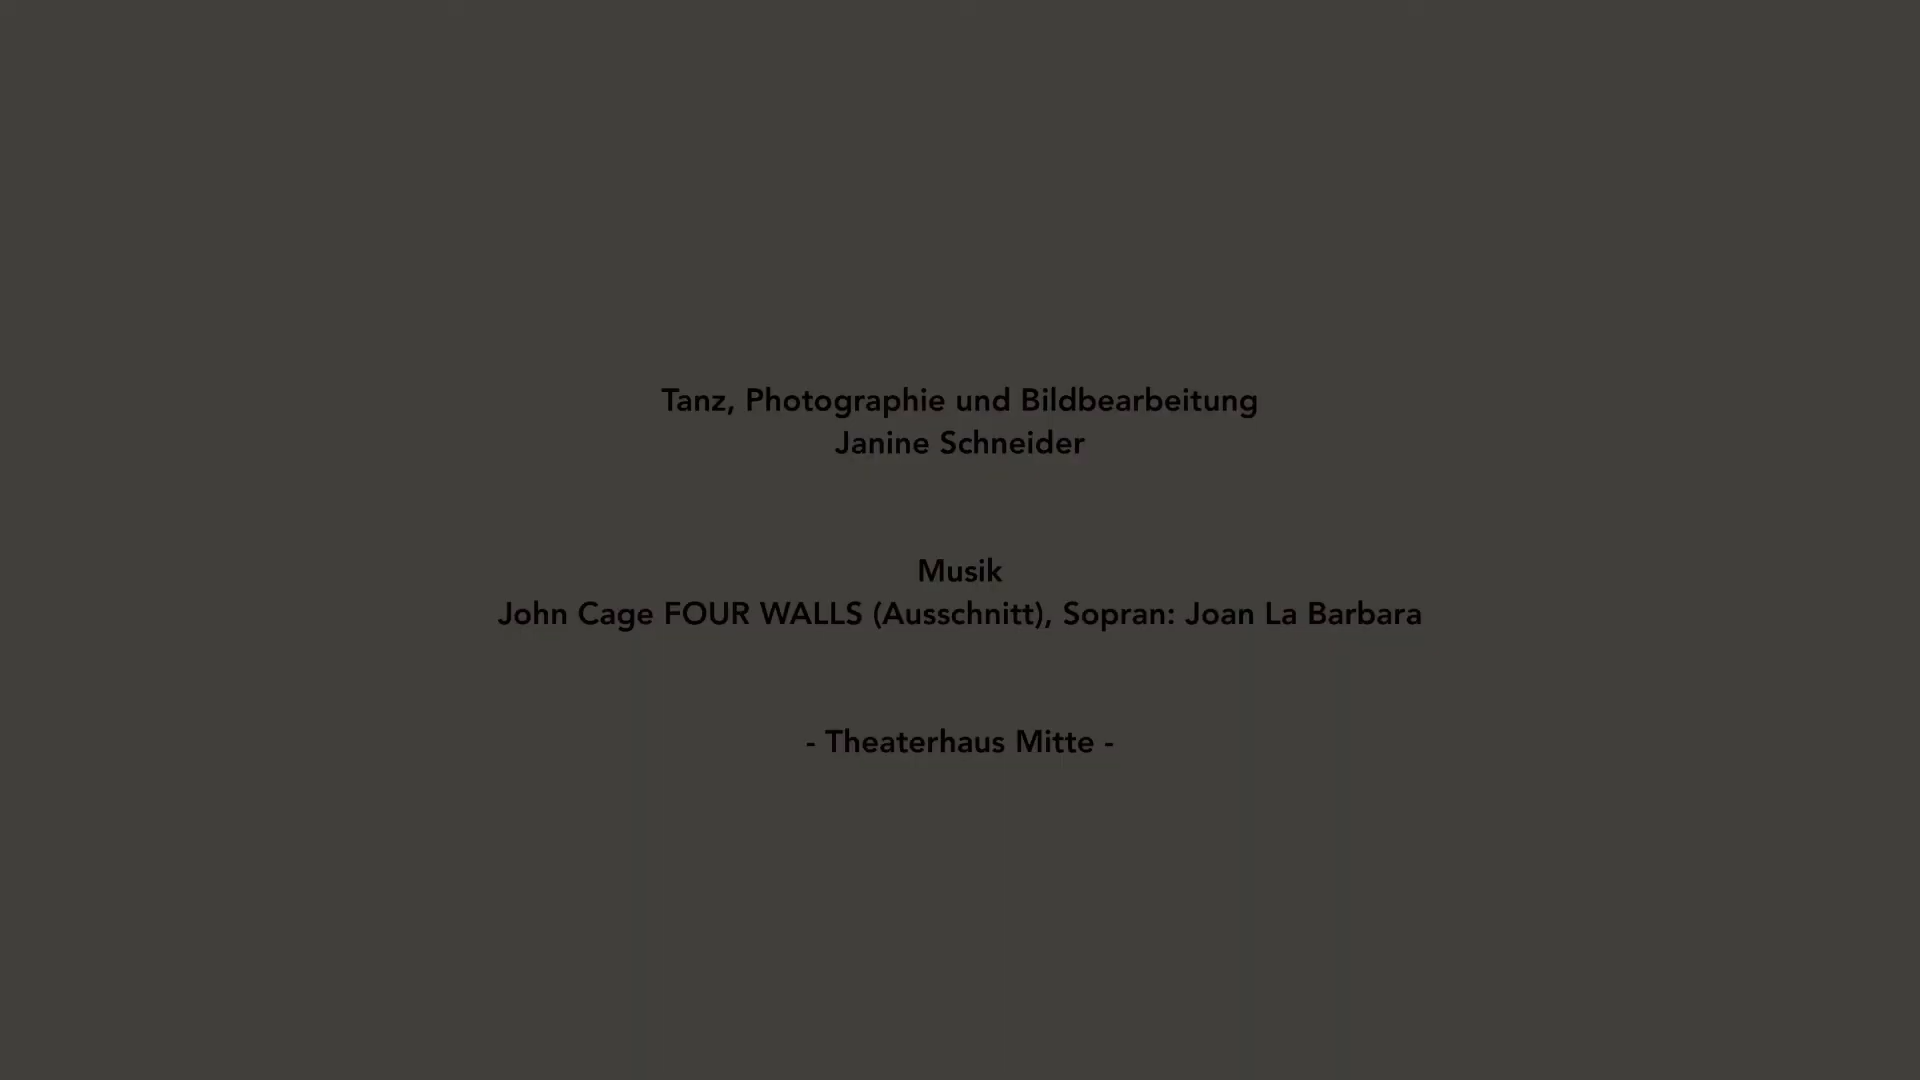 Tanz, Photographie und Bildbearbeitung
Janine Schneider
Musik
John Cage FOUR WALLS (Ausschnitt), Sopran: Joan La Barbara
- Theaterhaus Mitte -